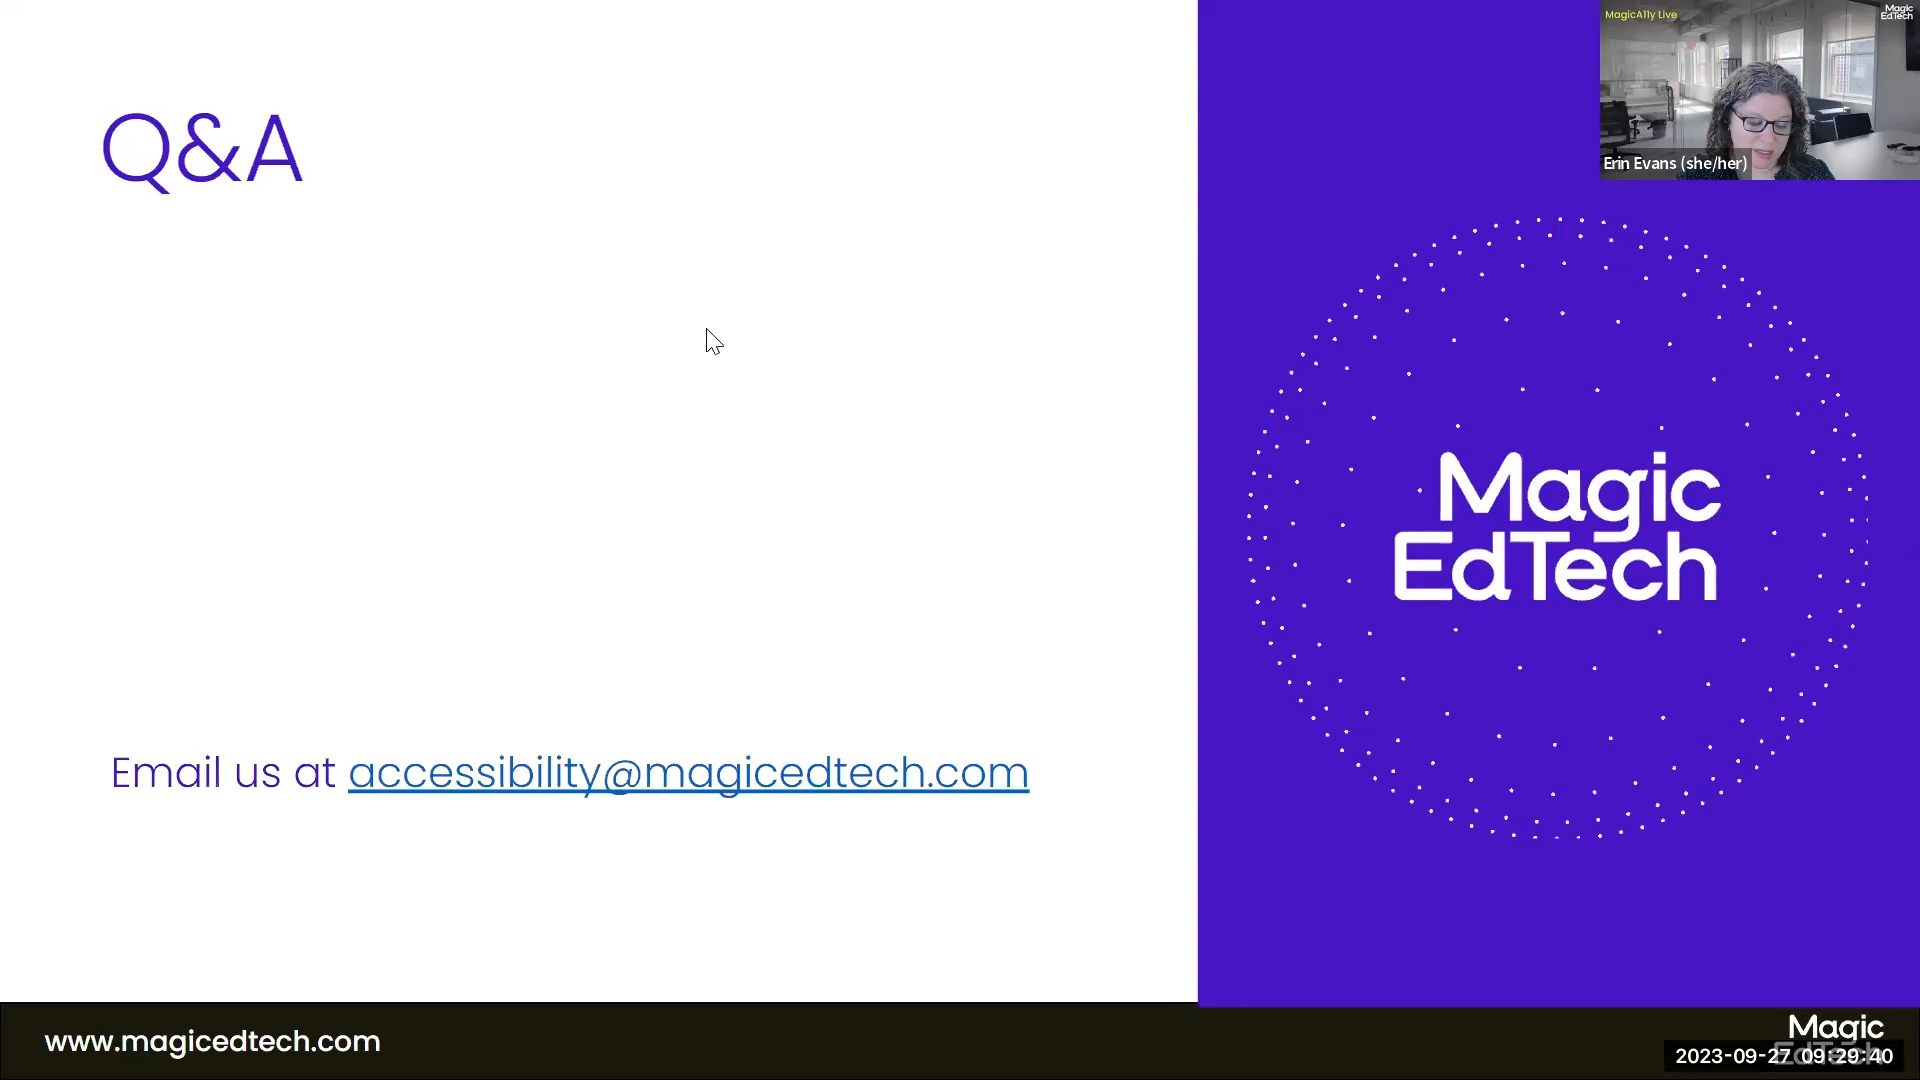 MagicA11y Live
Magic
EdTech
Erin Evans (she/her)
Q&A
Magic
EdTech
Email us at accessibility@magicedtech.com
www.magicedtech.com
Magic
EdTech
2023-09-27 09:29:40